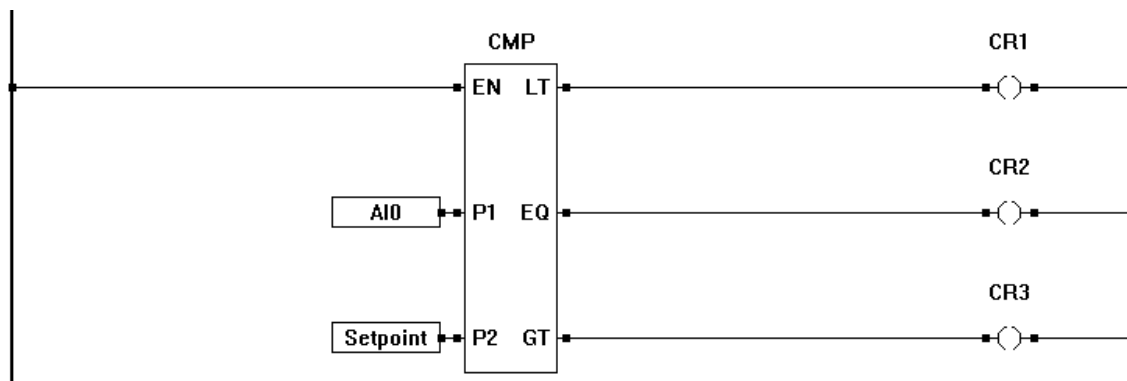 CMP CR1
EN LT
CR2
AI0 P1 EQ
CR3
Setpoint P2 GT